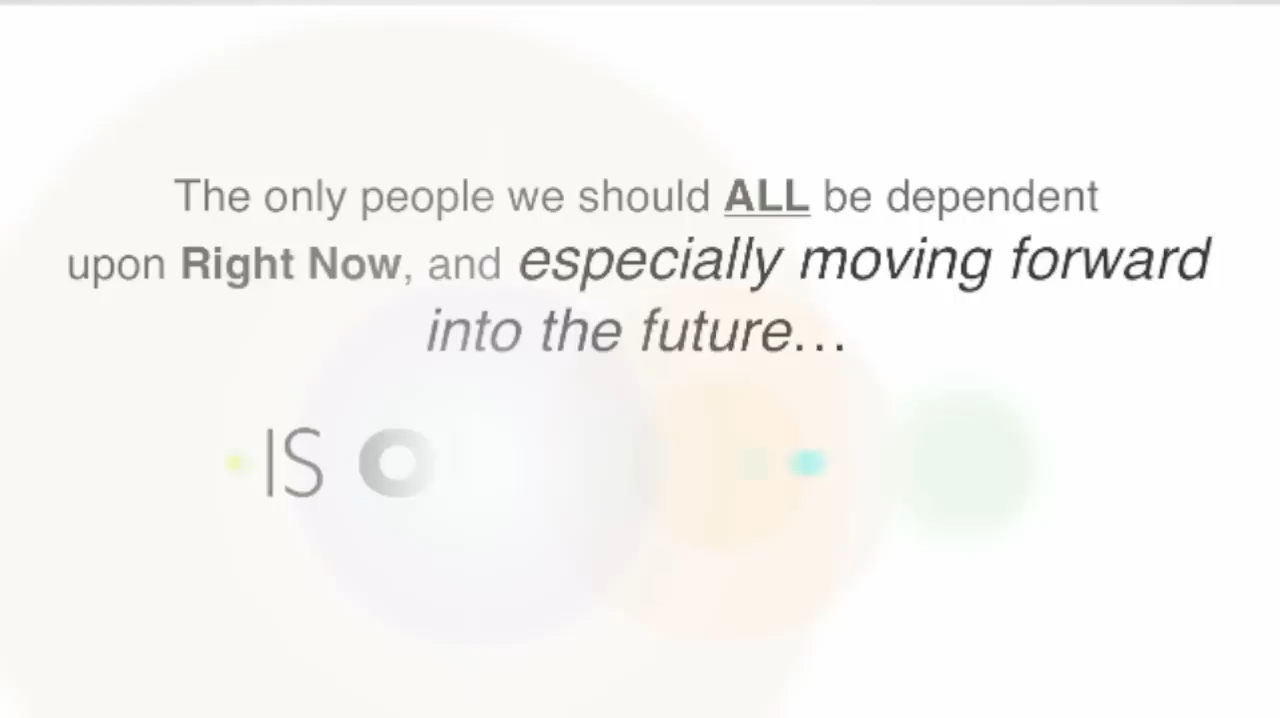 The only people we should ALL be dependent
upon Right Now, and especially moving forward
into the future…
IS O